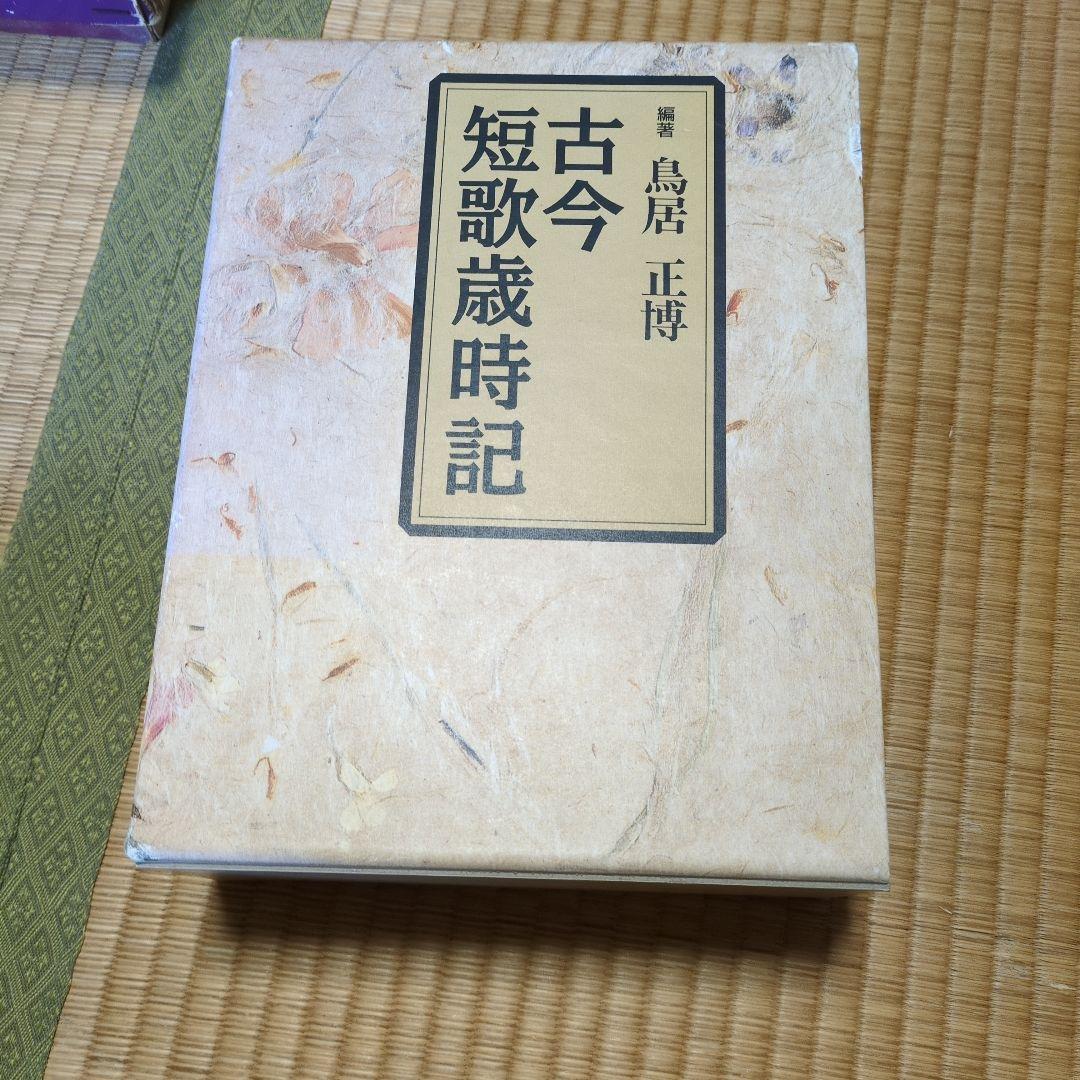 編著 鳥居 正博
古今
短歌歳時記